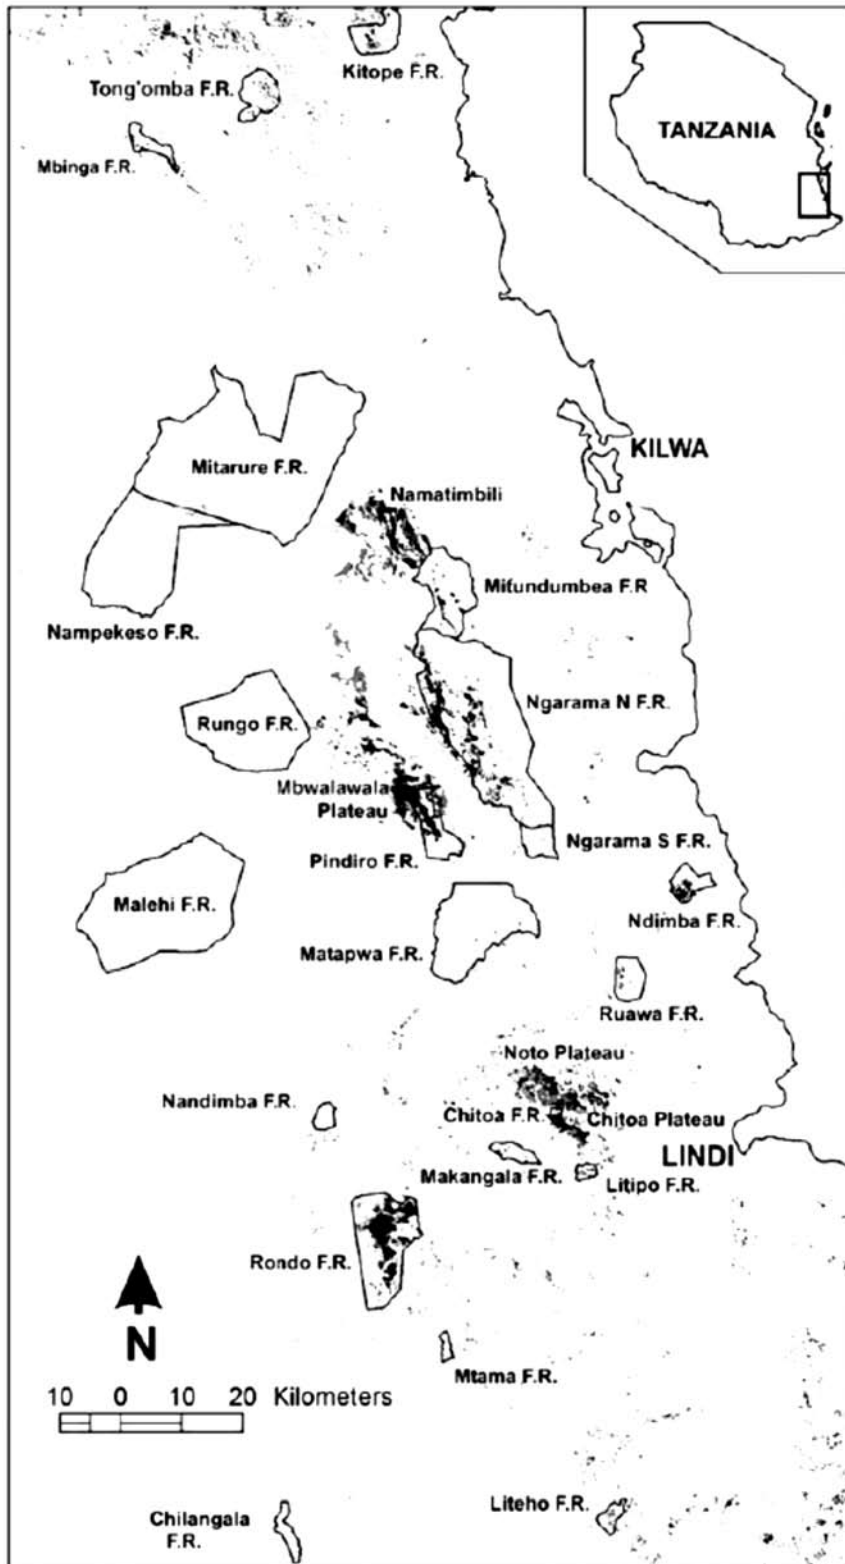 Kitope F.R.
Tong'omba F.R.
TANZANIA
Mbinga F.R.
KILWA
Mitarure F.R.
Namatimbili
Mitundumbea F.R
Nampekeso F.R.
Ngarama N F.R.
Rungo F.R.
Mbwalawala
Plateau
Ngarama S F.R.
Pindiro F.R.
Malehi F.R.
Ndimba F.R.
Matapwa F.R.
Ruawa F.R.
Noto Plateau
Nandimba F.R.
Chitoa F.R.
Chitoa Plateau
LINDI
Makangala F.R.
Litipo F.R.
Rondo F.R.
N
Mtama F.R.
10 0 10 20 Kilometers
Liteho F.R.
Chilangala
F.R.